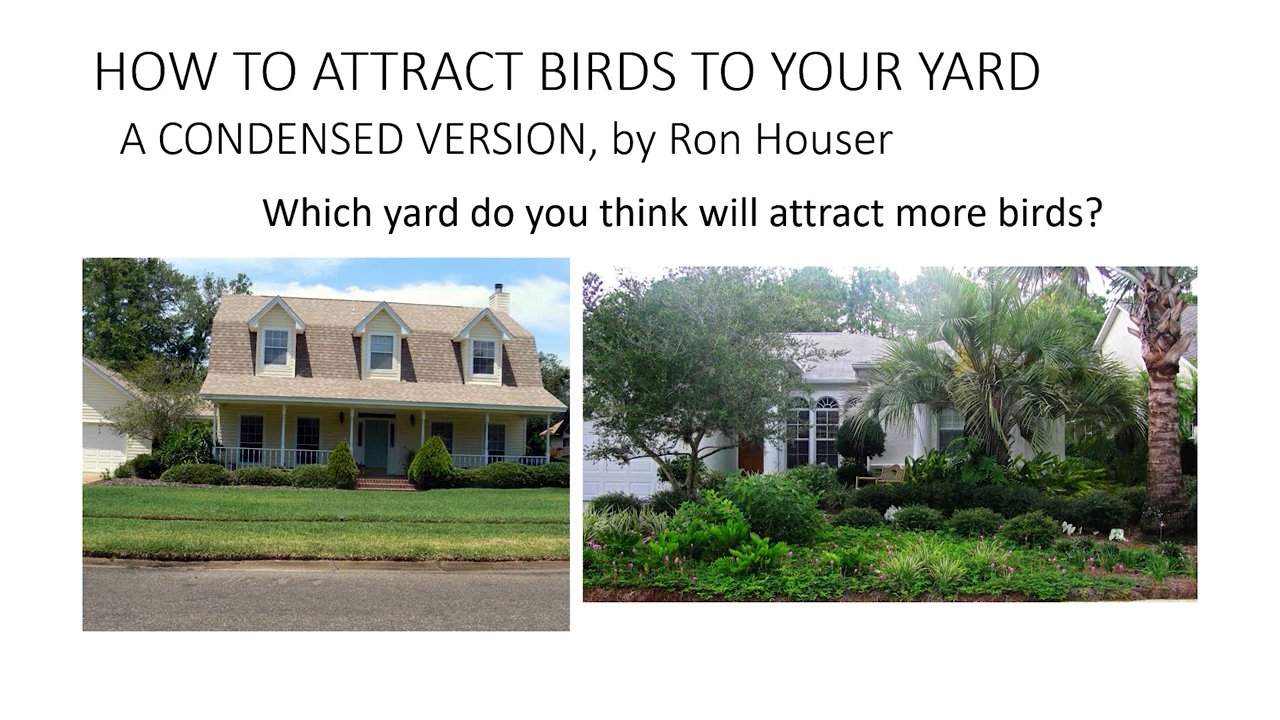 HOW TO ATTRACT BIRDS TO YOUR YARD
A CONDENSED VERSION, by Ron Houser
Which yard do you think will attract more birds?